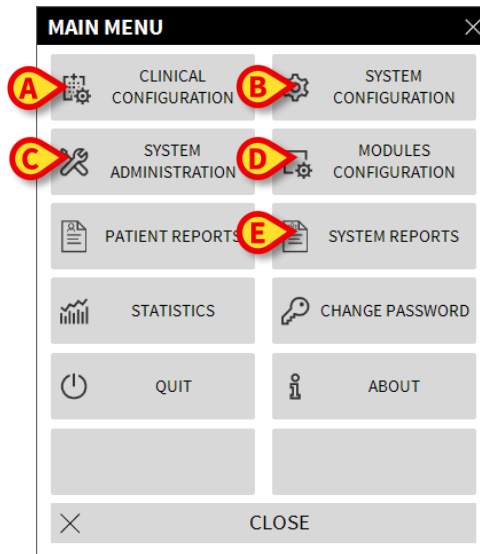 MAIN MENU
A
CLINICAL
CONFIGURATION
B
SYSTEM
CONFIGURATION
C
SYSTEM
ADMINISTRATION
D
MODULES
CONFIGURATION
PATIENT REPORTS
E
SYSTEM REPORTS
STATISTICS
CHANGE PASSWORD
QUIT
ABOUT
CLOSE